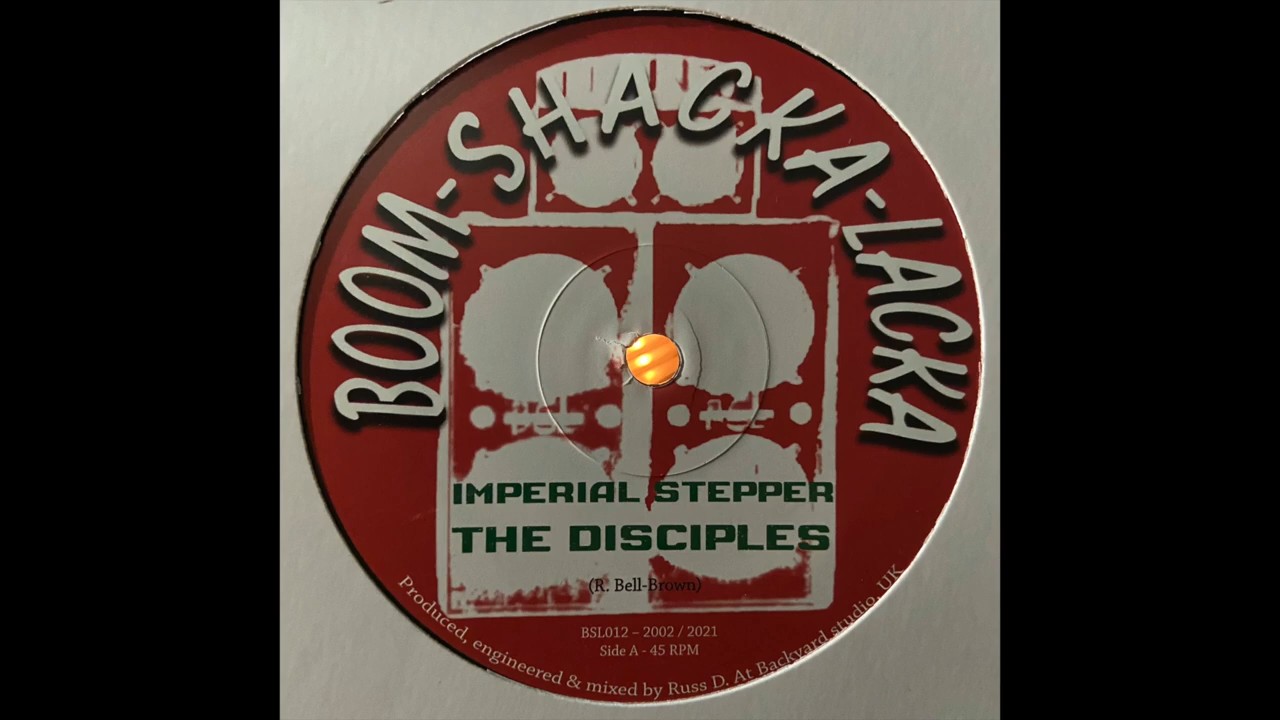 BOOM-SHACKA-LACKA
IMPERIAL STEPPER
THE DISCIPLES
(R. Bell-Brown)
BSL012 – 2002 / 2021
Side A - 45 RPM
Produced, engineered & mixed by Russ D. At Backyard studio, UK